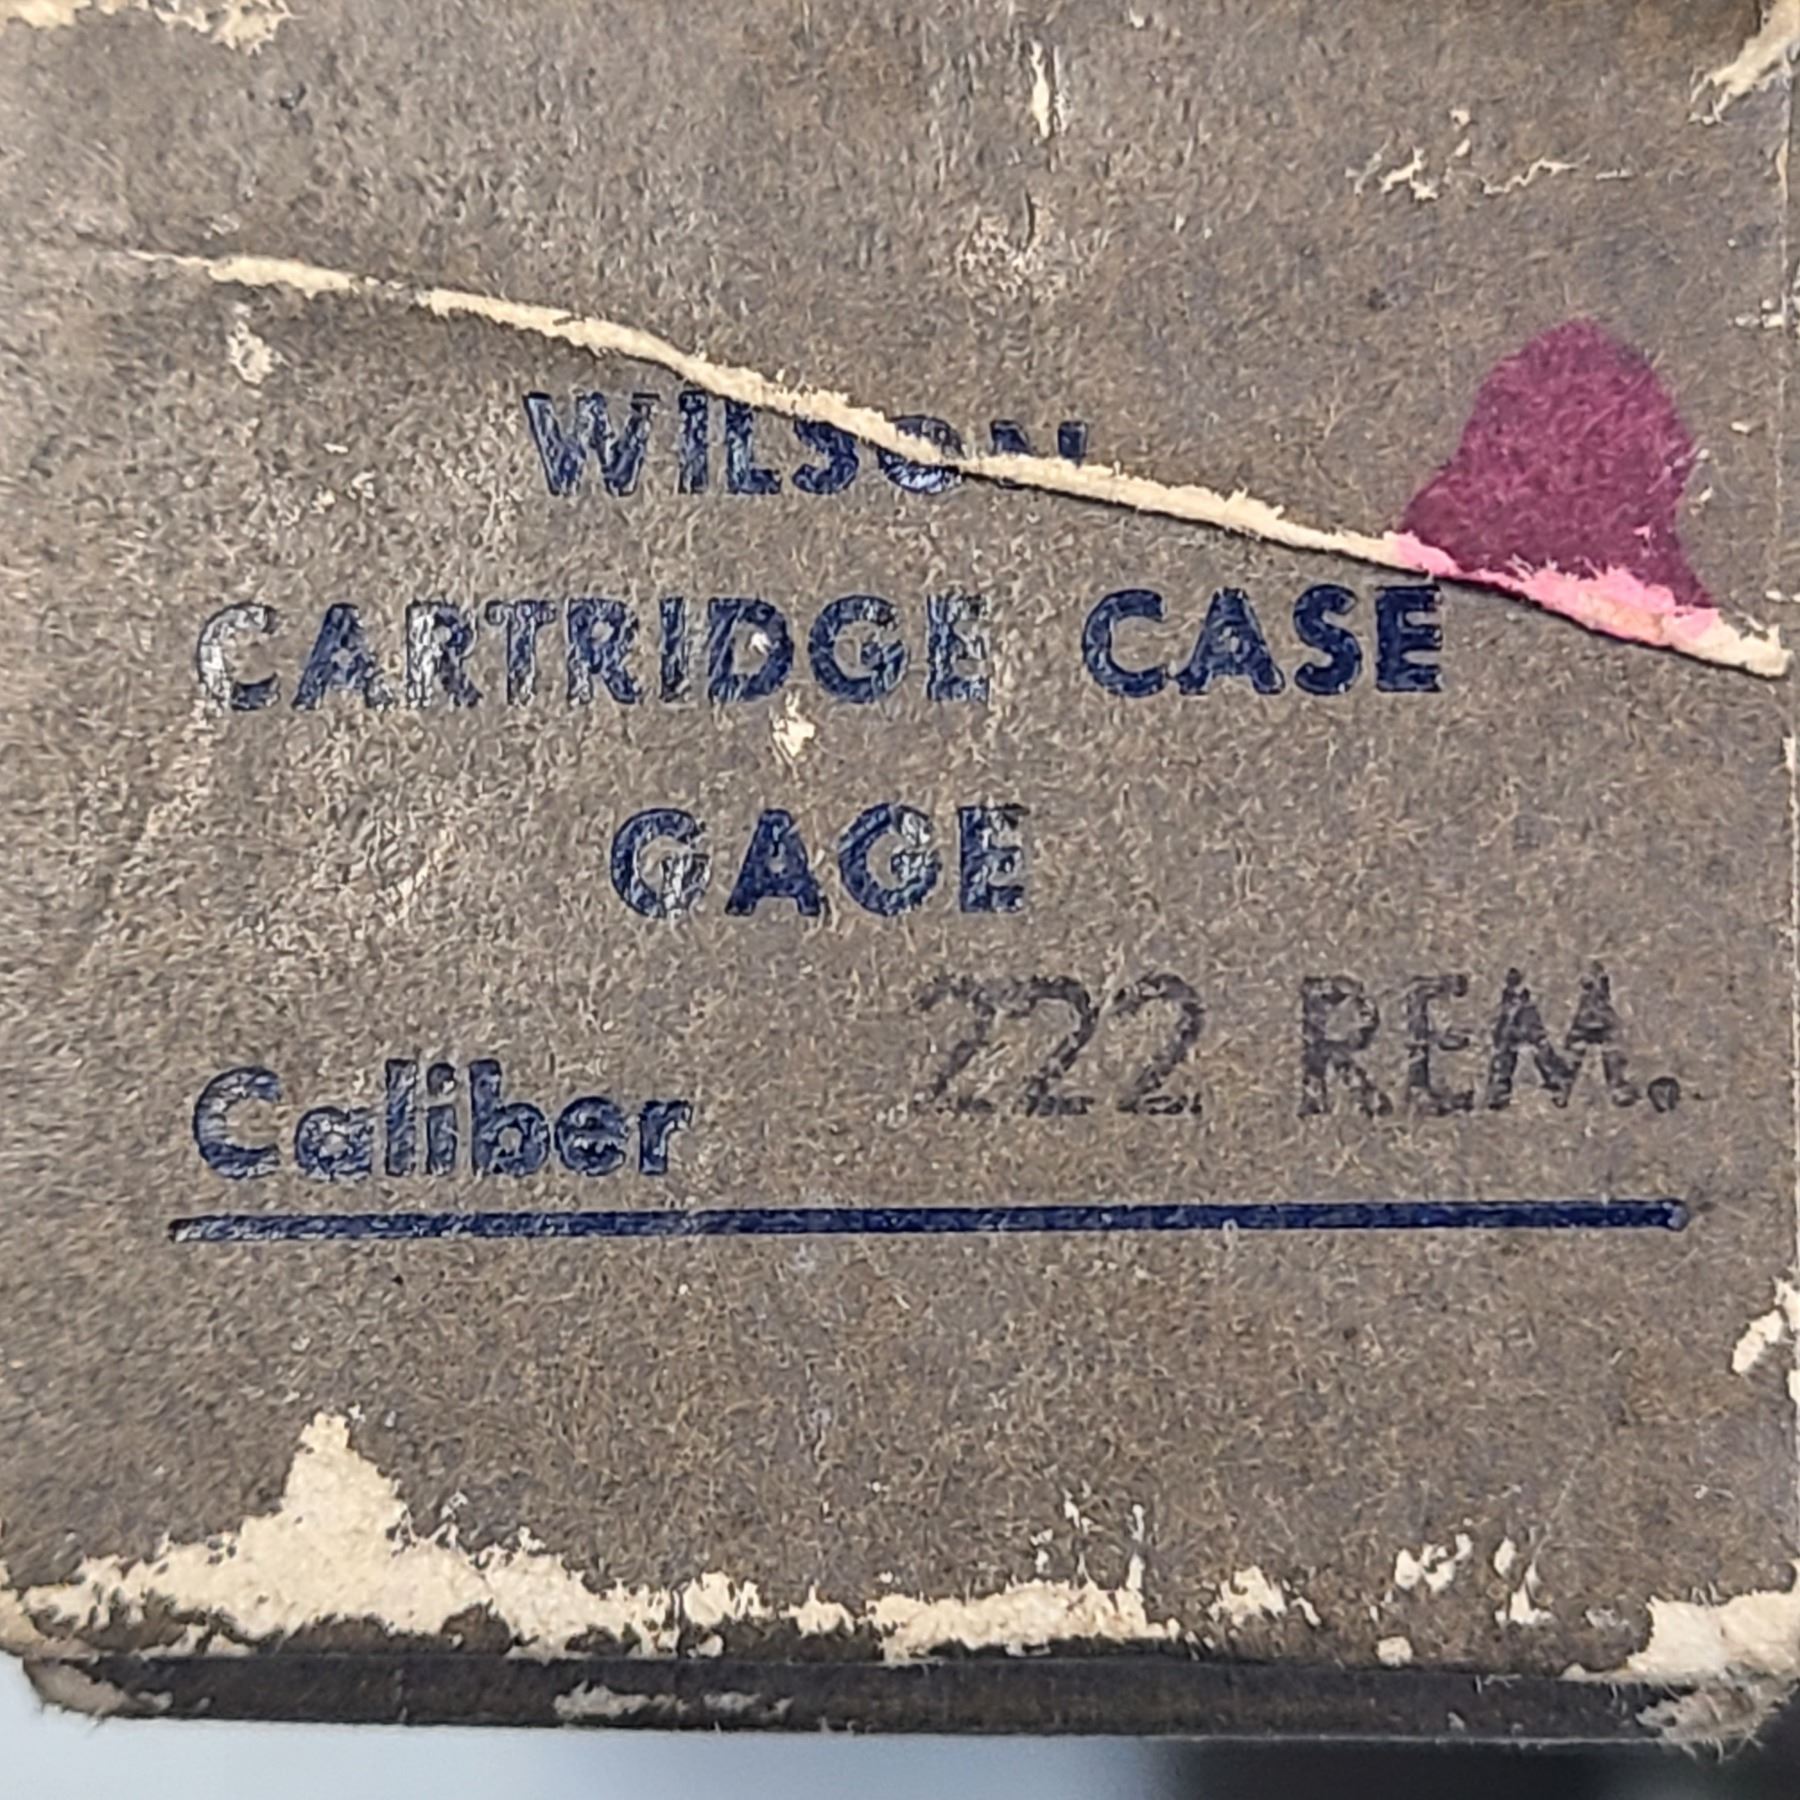 WILSON
CARTRIDGE CASE
GAGE
Caliber 222 REM.